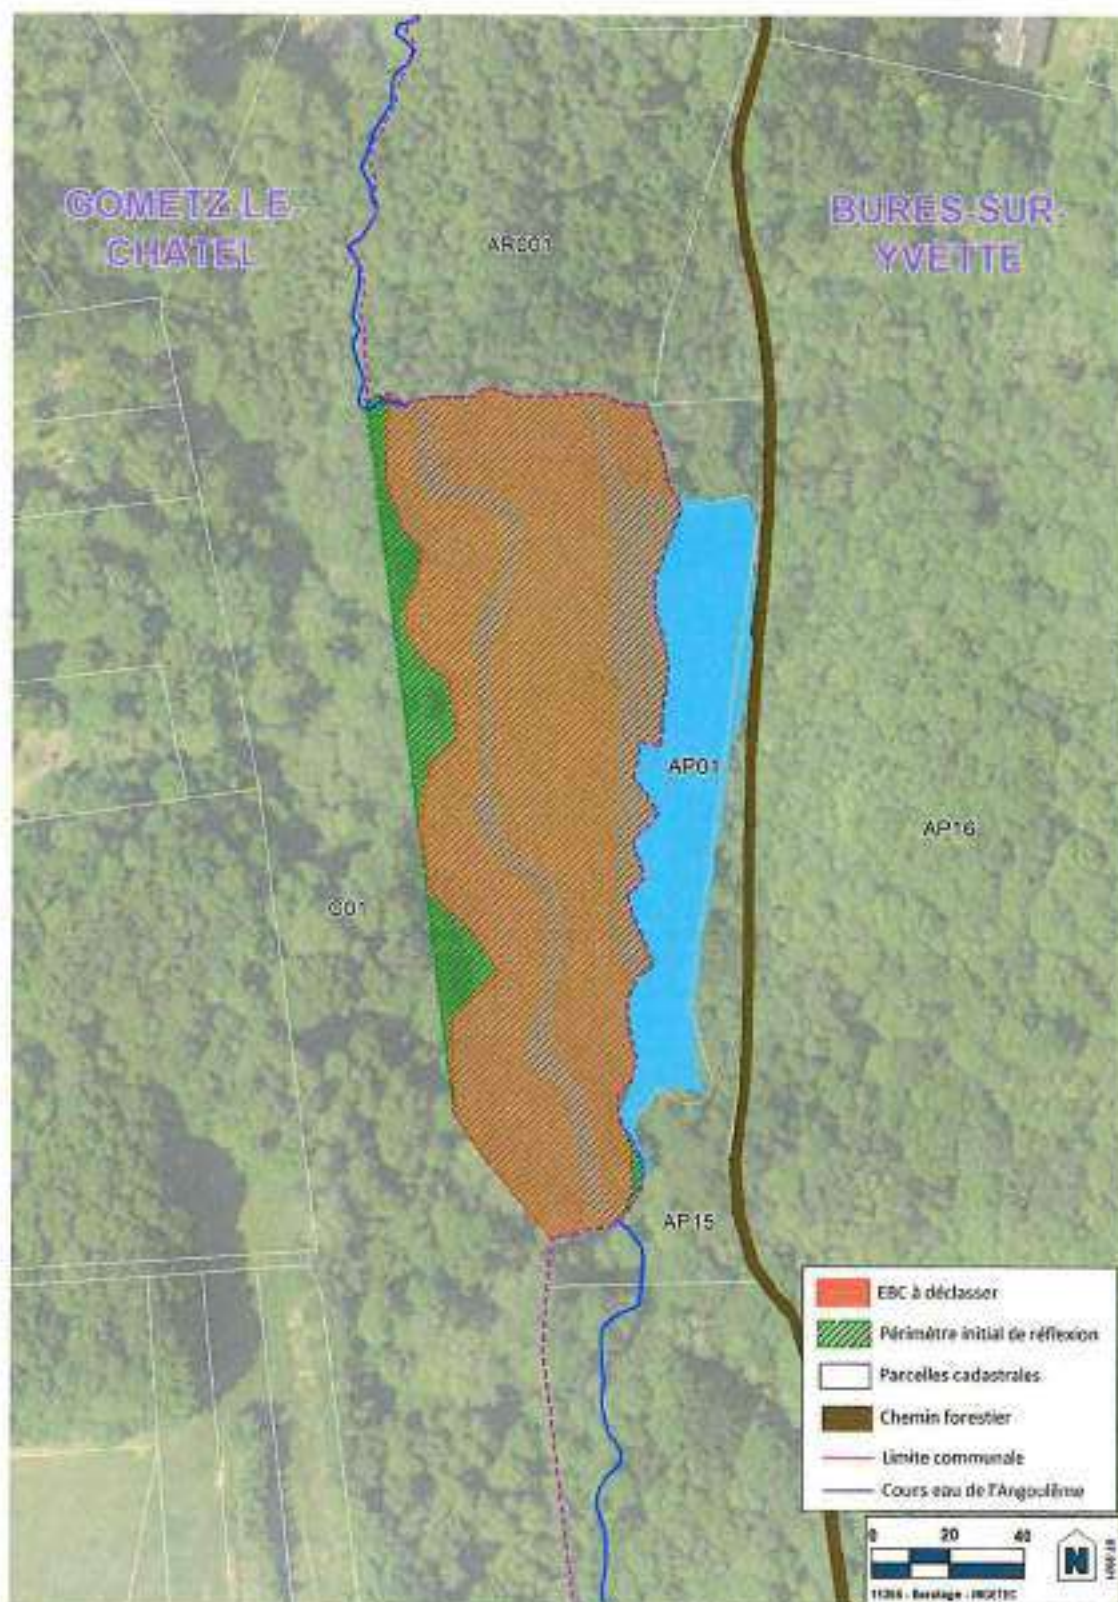 GOMETZ-LE-
CHATEL
BURES-SUR-
YVETTE
AP01
AP16
C01
AP15
EBC à déclasser
Périmètre initial de réflexion
Parcelles cadastrales
Chemin forestier
Limite communale
Cours eau de l'Angoulême
0 20 40
N